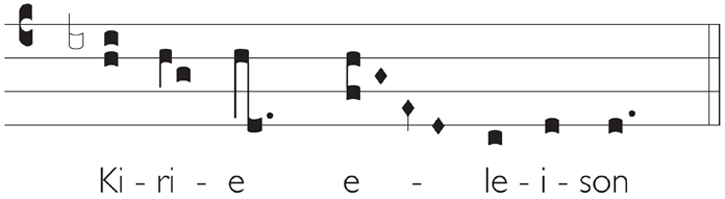 Ki - ri - e e - le - i - son